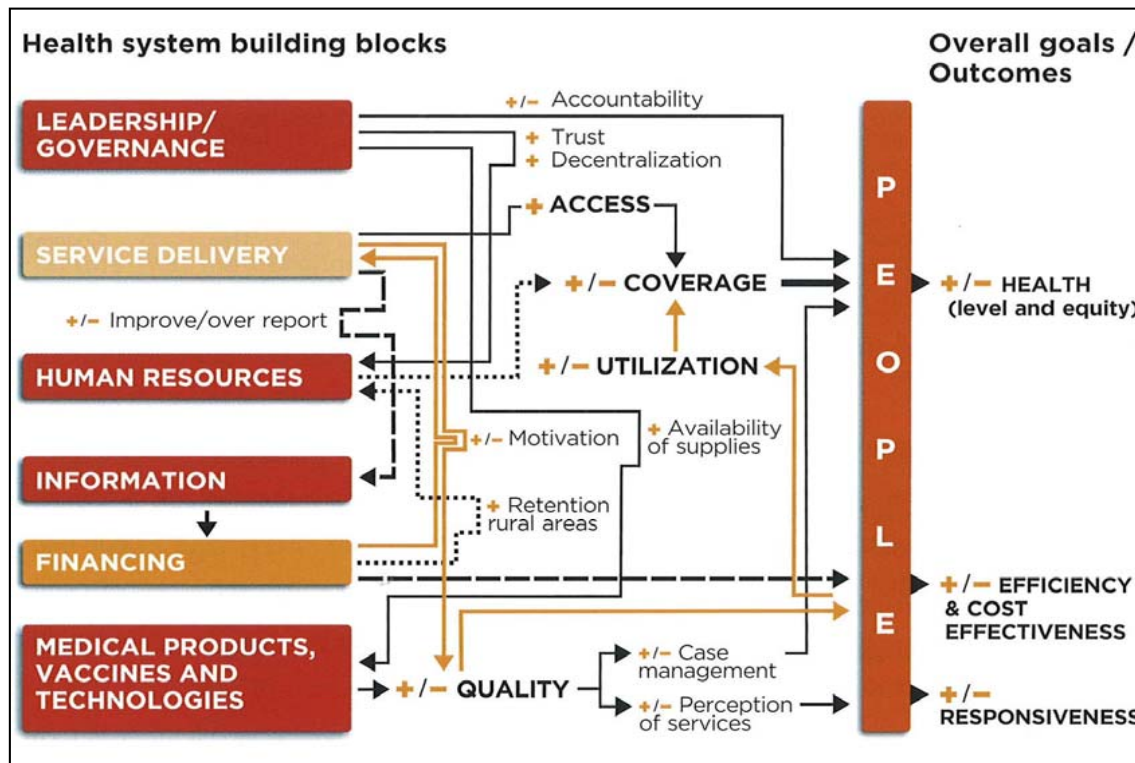 Health system building blocks
Overall goals /
Outcomes
LEADERSHIP/
GOVERNANCE
+/- Accountability
+ Trust
+ Decentralization
SERVICE DELIVERY
+ ACCESS
+/- COVERAGE
+/- Improve/over report
HUMAN RESOURCES
+/- UTILIZATION
+/- Motivation
+ Availability
of supplies
INFORMATION
+ Retention
rural areas
FINANCING
MEDICAL PRODUCTS,
VACCINES AND
TECHNOLOGIES
+/- QUALITY
+/- Case
management
+/- Perception
of services
P
E
O
P
L
E
+/- HEALTH
(level and equity)
+/- EFFICIENCY
& COST
EFFECTIVENESS
+/-
RESPONSIVENESS